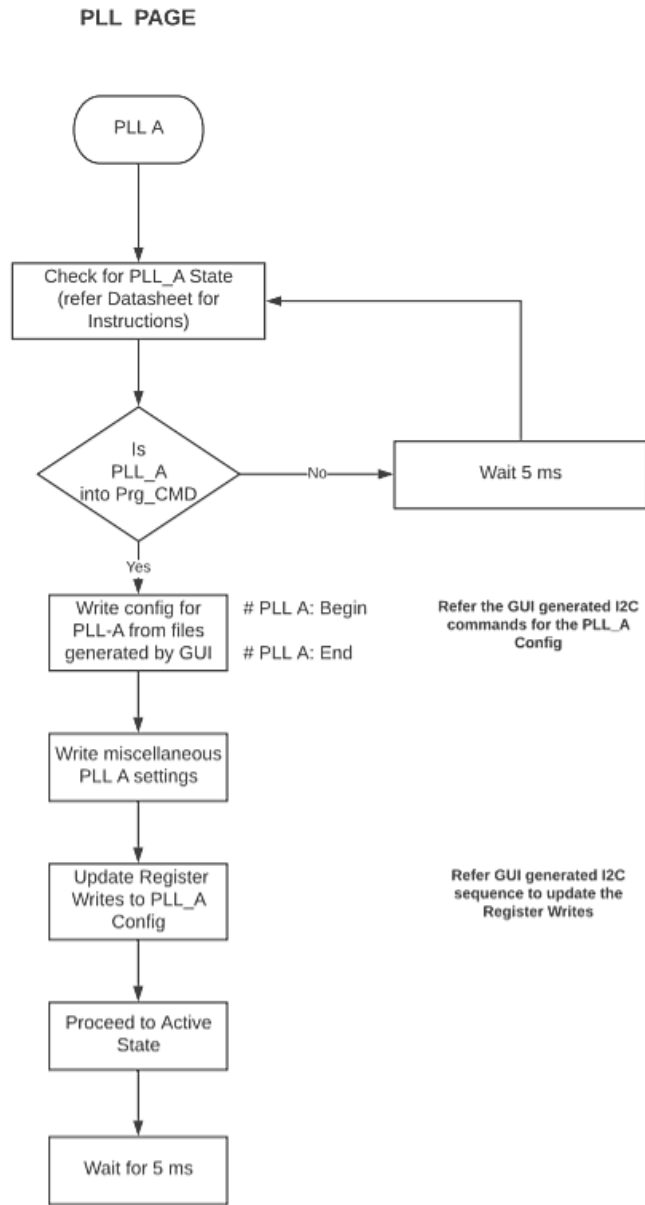 PLL PAGE
PLL A
Check for PLL_A State
(refer Datasheet for
Instructions)
Is
PLL_A
into Prg_CMD
No
Wait 5 ms
Yes
Write config for
PLL-A from files
generated by GUI
# PLL A: Begin
# PLL A: End
Refer the GUI generated I2C
commands for the PLL_A
Config
Write miscellaneous
PLL A settings
Update Register
Writes to PLL_A
Config
Refer GUI generated I2C
sequence to update the
Register Writes
Proceed to Active
State
Wait for 5 ms